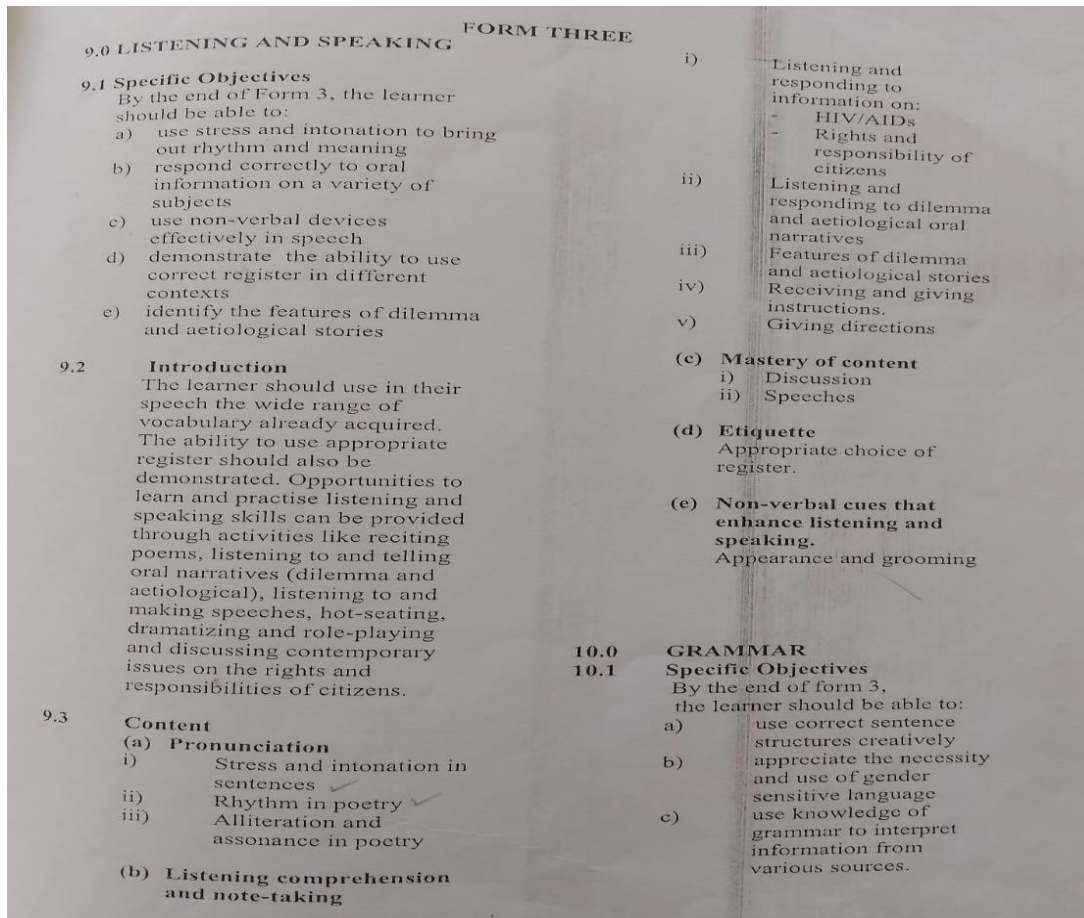 FORM THREE
9.0 LISTENING AND SPEAKING
9.1 Specific Objectives
By the end of Form 3, the learner
should be able to:
a) use stress and intonation to bring
out rhythm and meaning
b) respond correctly to oral
information on a variety of
subjects
c) use non-verbal devices
effectively in speech
d) demonstrate the ability to use
correct register in different
contexts
e) identify the features of dilemma
and aetiological stories
9.2 Introduction
The learner should use in their
speech the wide range of
vocabulary already acquired.
The ability to use appropriate
register should also be
demonstrated. Opportunities to
learn and practise listening and
speaking skills can be provided
through activities like reciting
poems, listening to and telling
oral narratives (dilemma and
aetiological), listening to and
making speeches, hot-seating,
dramatizing and role-playing
and discussing contemporary
issues on the rights and
responsibilities of citizens.
9.3 Content
(a) Pronunciation
i) Stress and intonation in
sentences
ii) Rhythm in poetry
iii) Alliteration and
assonance in poetry
(b) Listening comprehension
and note-taking
i) Listening and
responding to
information on:
- HIV/AIDs
- Rights and
responsibility of
citizens
ii) Listening and
responding to dilemma
and aetiological oral
narratives
iii) Features of dilemma
and aetiological stories
iv) Receiving and giving
instructions.
v) Giving directions
(c) Mastery of content
i) Discussion
ii) Speeches
(d) Etiquette
Appropriate choice of
register.
(e) Non-verbal cues that
enhance listening and
speaking.
Appearance and grooming
10.0 GRAMMAR
10.1 Specific Objectives
By the end of form 3,
the learner should be able to:
a) use correct sentence
structures creatively
b) appreciate the necessity
and use of gender
sensitive language
c) use knowledge of
grammar to interpret
information from
various sources.